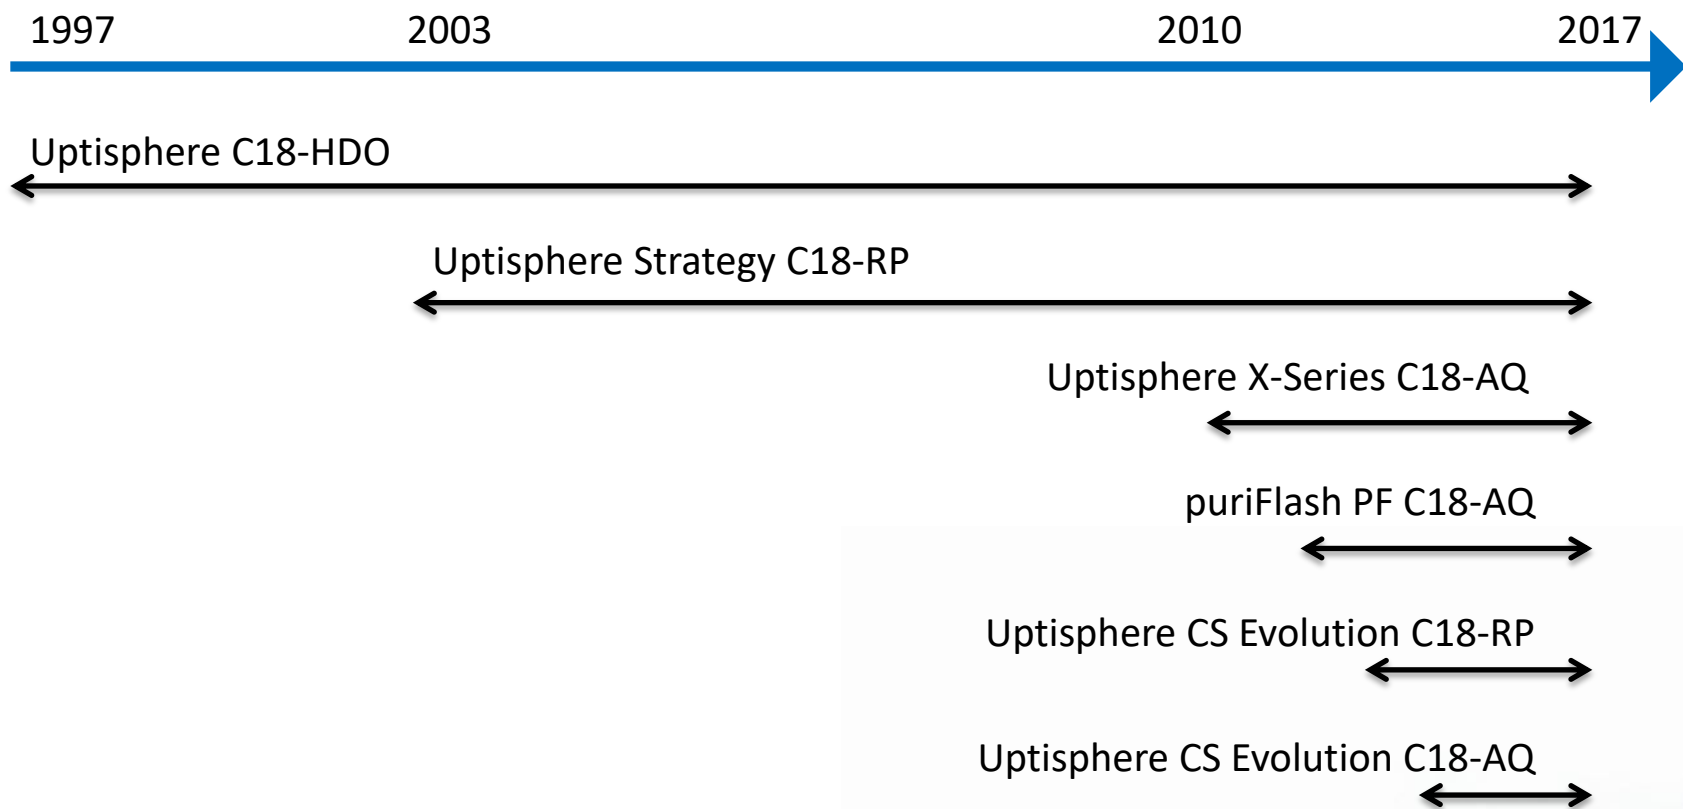 1997 2003 2010 2017
Uptisphere C18-HDO
Uptisphere Strategy C18-RP
Uptisphere X-Series C18-AQ
puriFlash PF C18-AQ
Uptisphere CS Evolution C18-RP
Uptisphere CS Evolution C18-AQ